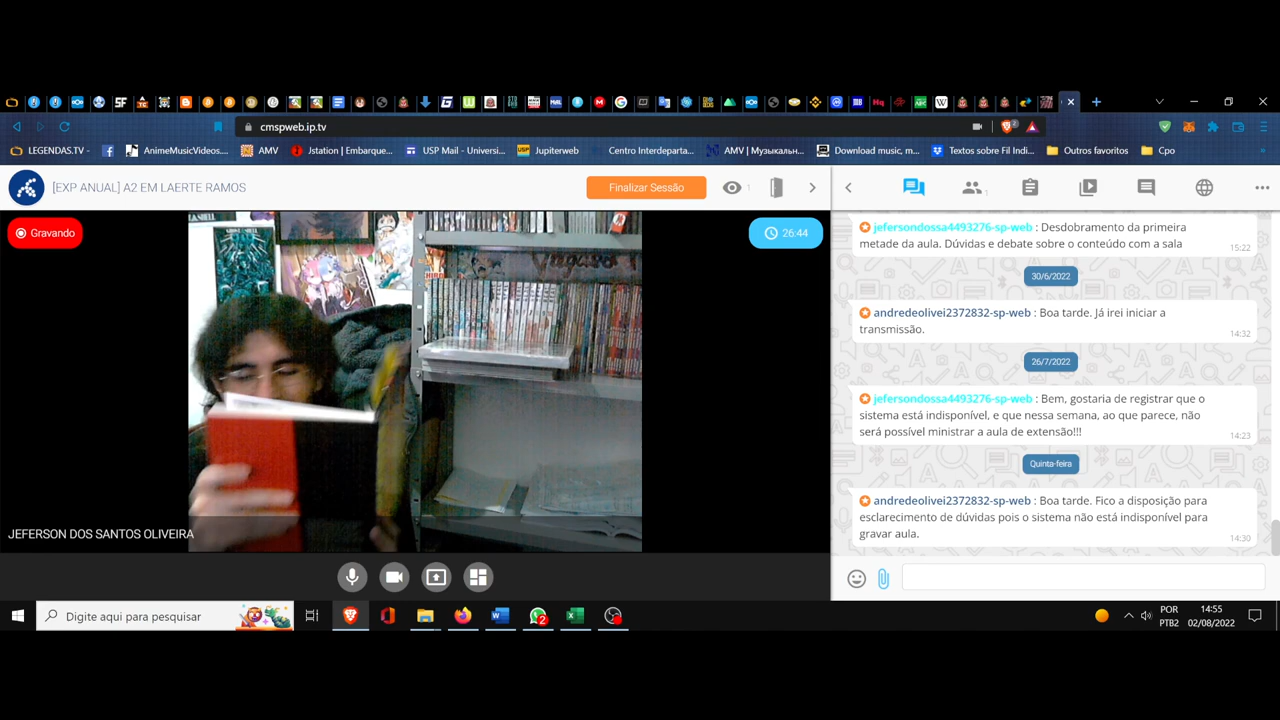 cmspweb.ip.tv
2
LEGENDAS.TV -
AnimeMusicVideos...
AMV
Jstation | Embarque...
USP Mail - Universi...
Jupiterweb
Centro Interdeparta...
AMV | Музыкальн...
Download music, m...
Textos sobre Fil Indi...
Outros favoritos
Cpo
[EXP ANUAL] A2 EM LAERTE RAMOS
Finalizar Sessão
1
1
Gravando
26:44
JEFERSON DOS SANTOS OLIVEIRA
jefersondossa4493276-sp-web : Desdobramento da primeira
metade da aula. Dúvidas e debate sobre o conteúdo com a sala
15:22
30/6/2022
andredeolivei2372832-sp-web : Boa tarde. Já irei iniciar a
transmissão.
14:32
26/7/2022
jefersondossa4493276-sp-web : Bem, gostaria de registrar que o
sistema está indisponível, e que nessa semana, ao que parece, não
será possível ministrar a aula de extensão!!!
14:23
Quinta-feira
andredeolivei2372832-sp-web : Boa tarde. Fico a disposição para
esclarecimento de dúvidas pois o sistema não está indisponível para
gravar aula.
14:30
Digite aqui para pesquisar
2
POR
PTB2
14:55
02/08/2022